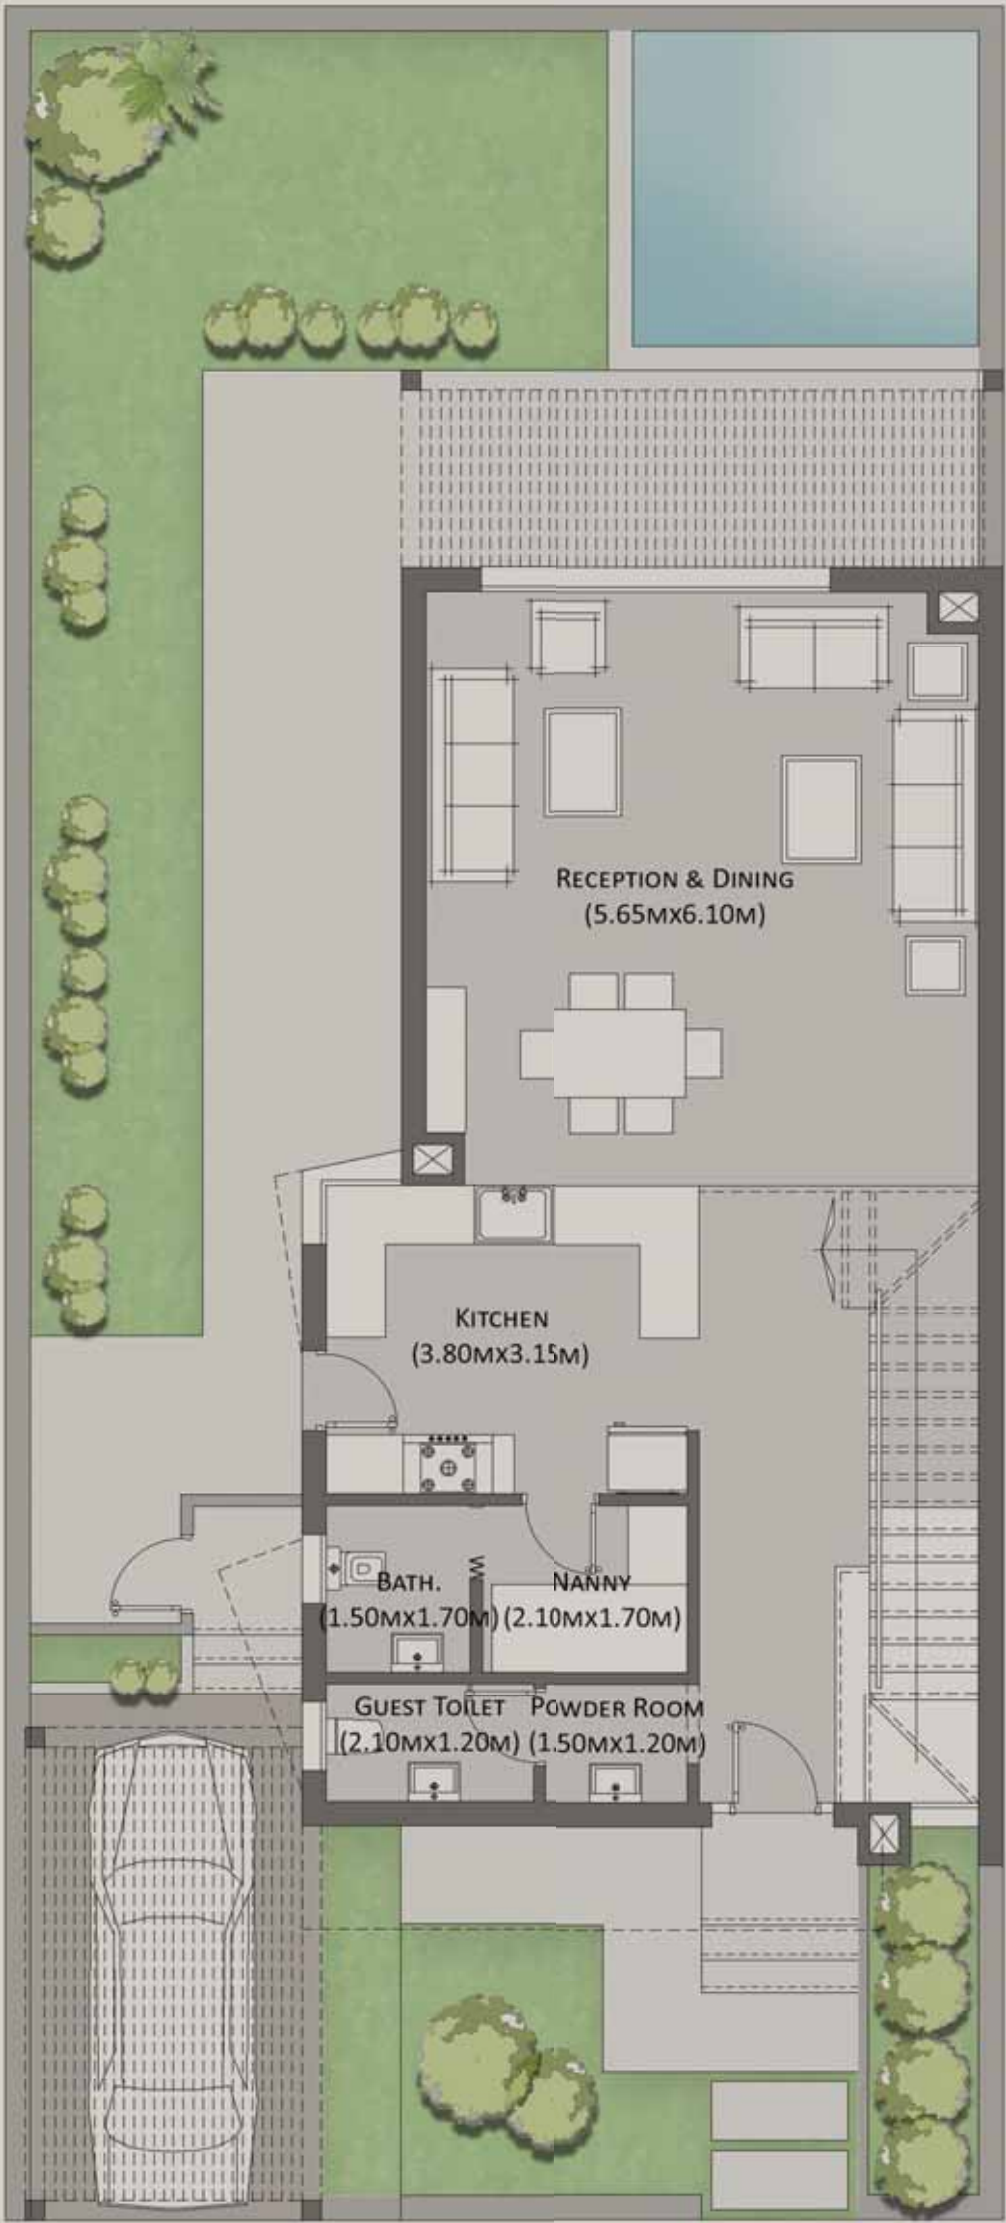 RECEPTION & DINING
(5.65MX6.10M)
KITCHEN
(3.80MX3.15M)
BATH.
(1.50MX1.70M)
NANNY
(2.10MX1.70M)
GUEST TOILET
(2.10MX1.20M)
POWDER ROOM
(1.50MX1.20M)